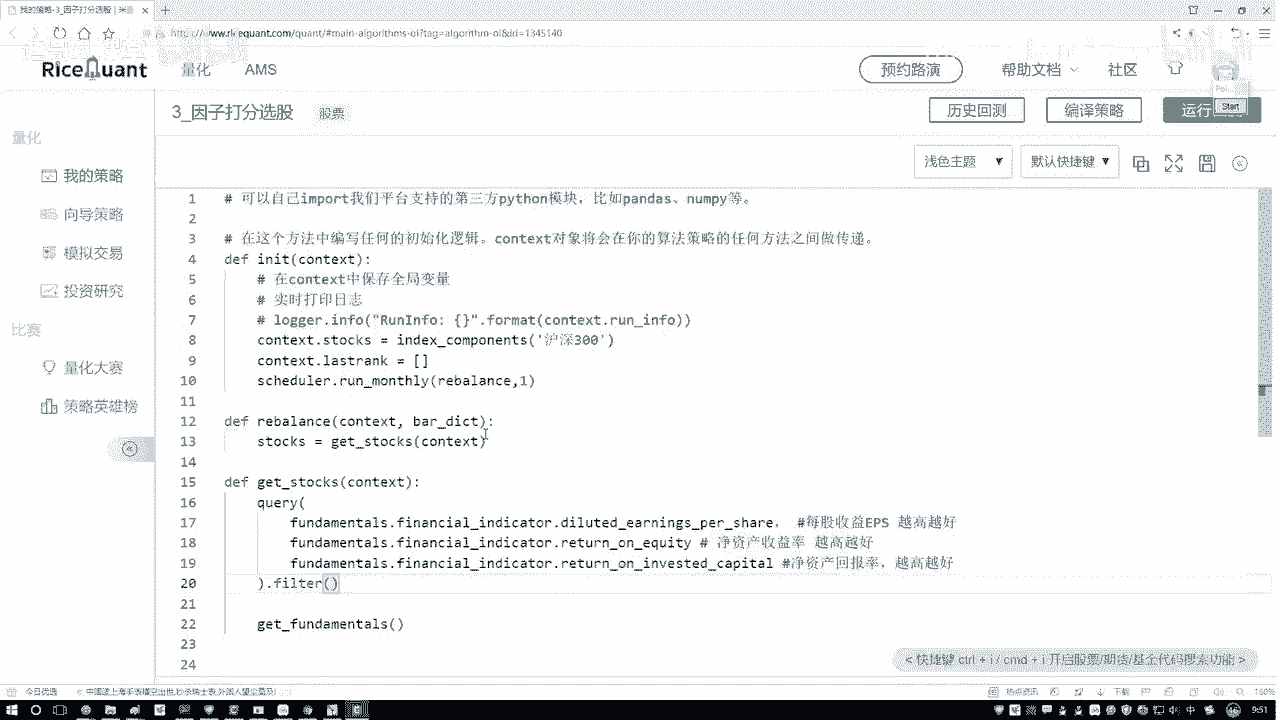 我的策略-3_因子打分选股 | 米
https://www.ricequant.com/quant/#main-algorithms-ol?tag=algorithm-ol&id=1345140
RiceQuant
量化
AMS
预约路演
帮助文档
社区
3_因子打分选股
股票
历史回测
编译策略
运行
Start
量化
我的策略
向导策略
模拟交易
投资研究
比赛
量化大赛
策略英雄榜
浅色主题
默认快捷键
1 # 可以自己import我们平台支持的第三方python模块，比如pandas、numpy等。
2
3 # 在这个方法中编写任何的初始化逻辑。context对象将会在你的算法策略的任何方法之间做传递。
4 def init(context):
5 # 在context中保存全局变量
6 # 实时打印日志
7 # logger.info("RunInfo: {}".format(context.run_info))
8 context.stocks = index_components('沪深300')
9 context.lastrank = []
10 scheduler.run_monthly(rebalance,1)
11
12 def rebalance(context, bar_dict):
13 stocks = get_stocks(context)
14
15 def get_stocks(context):
16 query(
17 fundamentals.financial_indicator.diluted_earnings_per_share， #每股收益EPS 越高越好
18 fundamentals.financial_indicator.return_on_equity # 净资产收益率 越高越好
19 fundamentals.financial_indicator.return_on_invested_capital #净资产回报率，越高越好
20 ).filter()
21
22 get_fundamentals()
23
24
< 快捷键 ctrl + i / cmd + i 开启股票/期货/基金代码搜索功能 >
今日优选
热点资讯
下载
160%
中
9:51